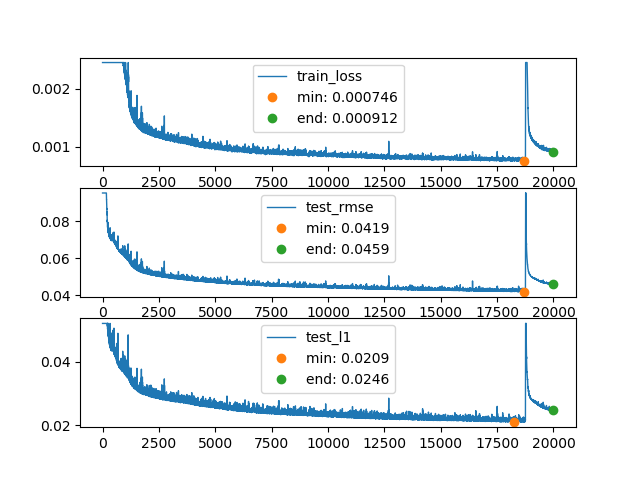 train_loss
min: 0.000746
end: 0.000912
0.002
0.001
0 2500 5000 7500 10000 12500 15000 17500 20000
test_rmse
min: 0.0419
end: 0.0459
0.08
0.06
0.04
0 2500 5000 7500 10000 12500 15000 17500 20000
test_l1
min: 0.0209
end: 0.0246
0.04
0.02
0 2500 5000 7500 10000 12500 15000 17500 20000